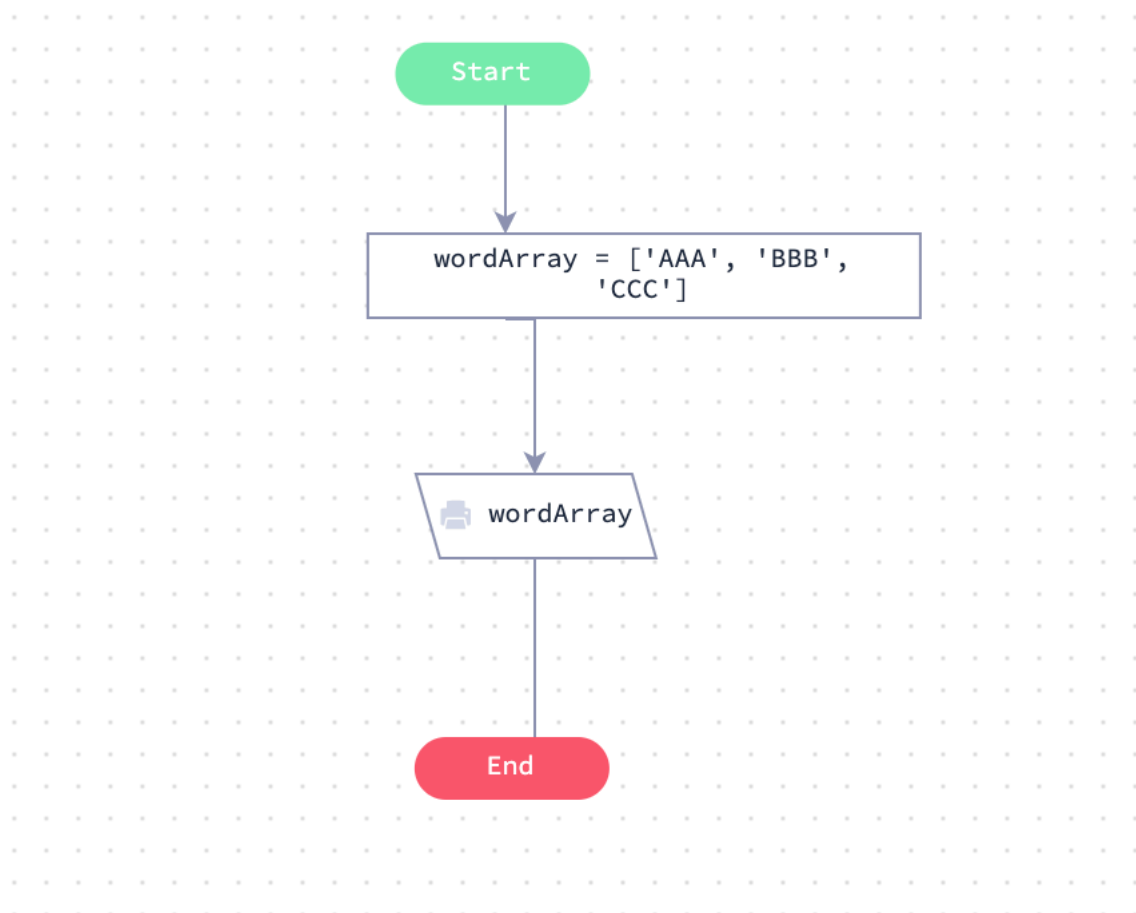 Start
wordArray = ['AAA', 'BBB',
'CCC']
wordArray
End